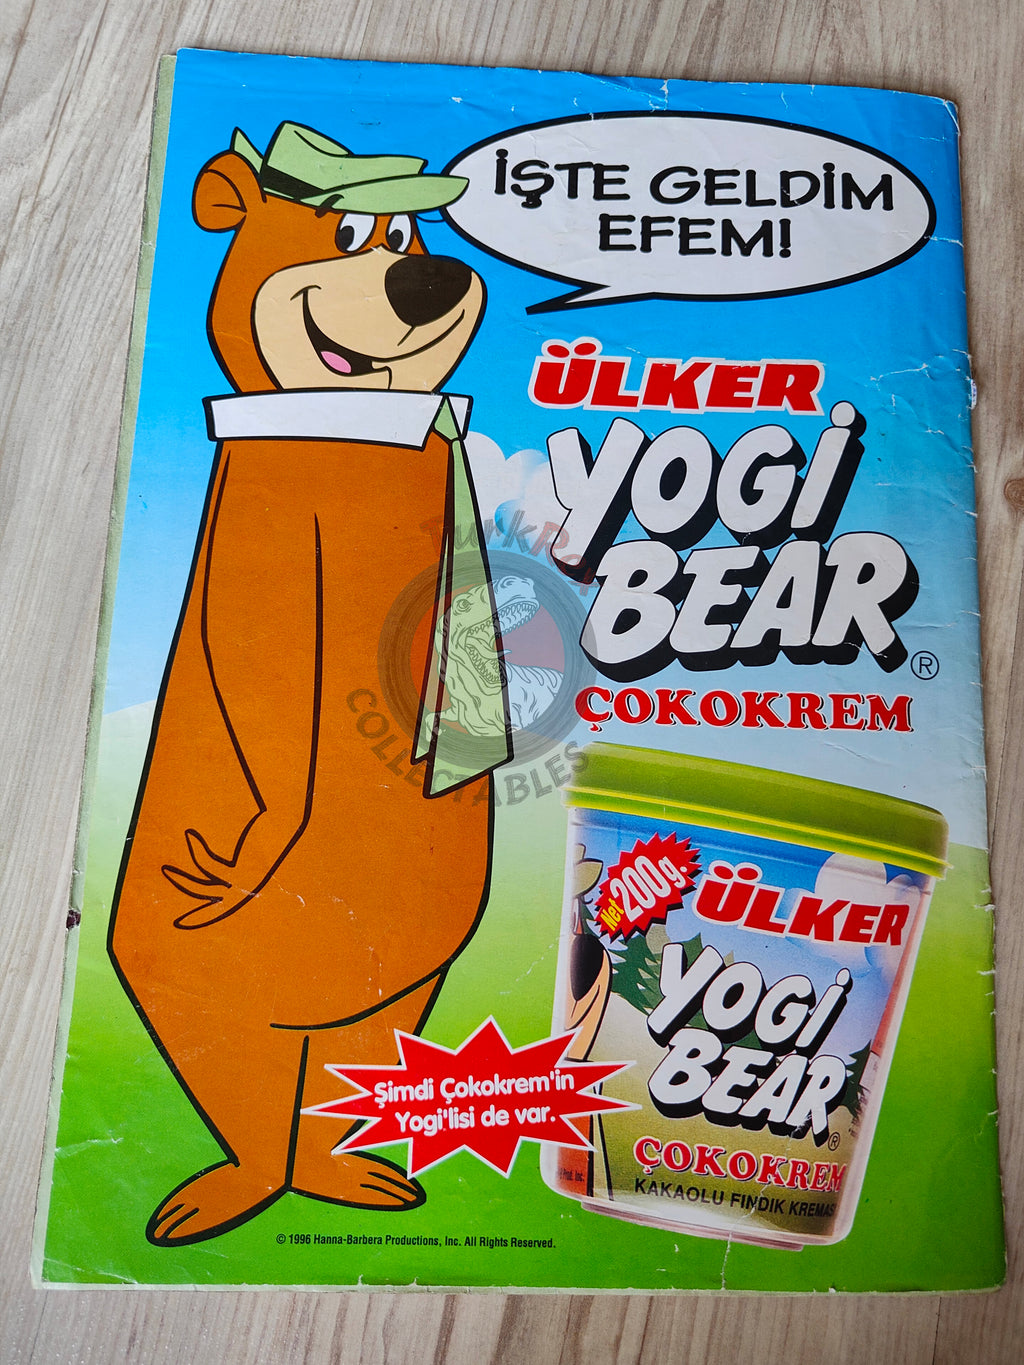 İŞTE GELDİM
EFEM!
ÜLKER
YOGİ
BEAR
®
ÇOKOKREM
COLLECTABLES
Net 200g.
ÜLKER
YOGİ
BEAR
®
ÇOKOKREM
KAKAOLU FINDIK KREMASI
Şimdi Çokokrem'in
Yogi'lisi de var.
© 1996 Hanna-Barbera Productions, Inc. All Rights Reserved.